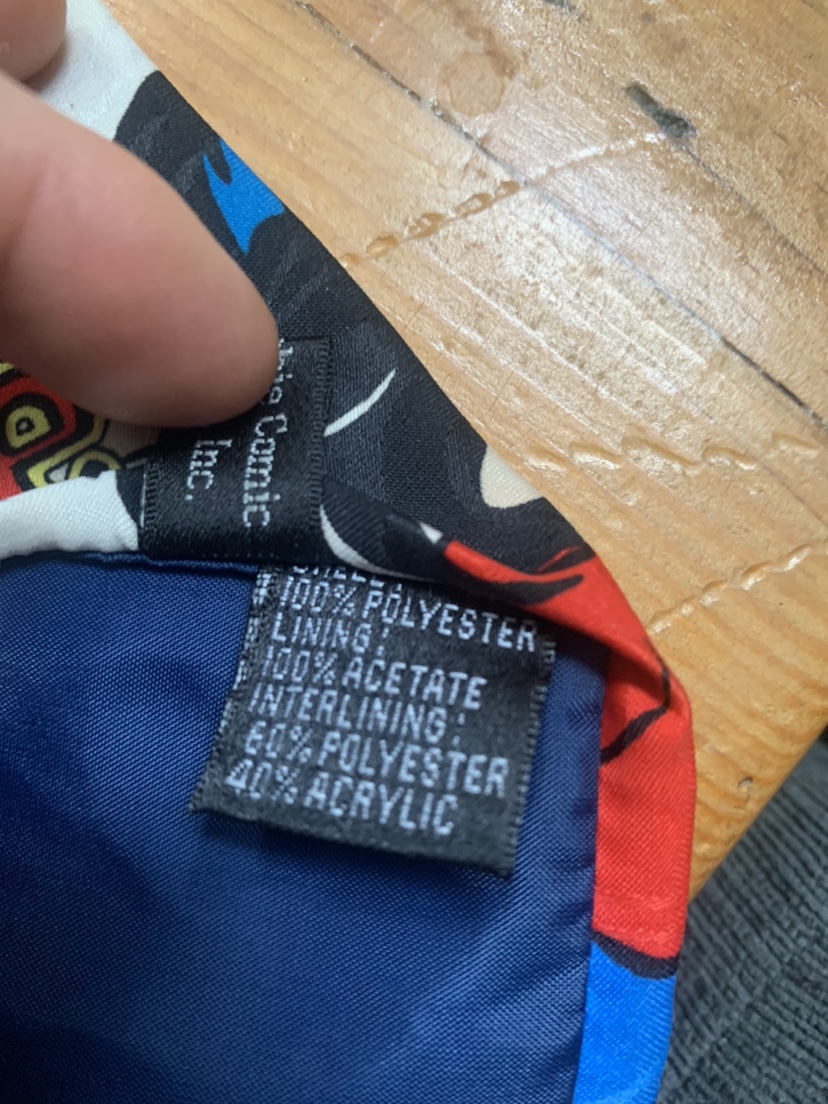 Comic
Inc.
100% POLYESTER
LINING:
100% ACETATE
INTERLINING:
60% POLYESTER
40% ACRYLIC